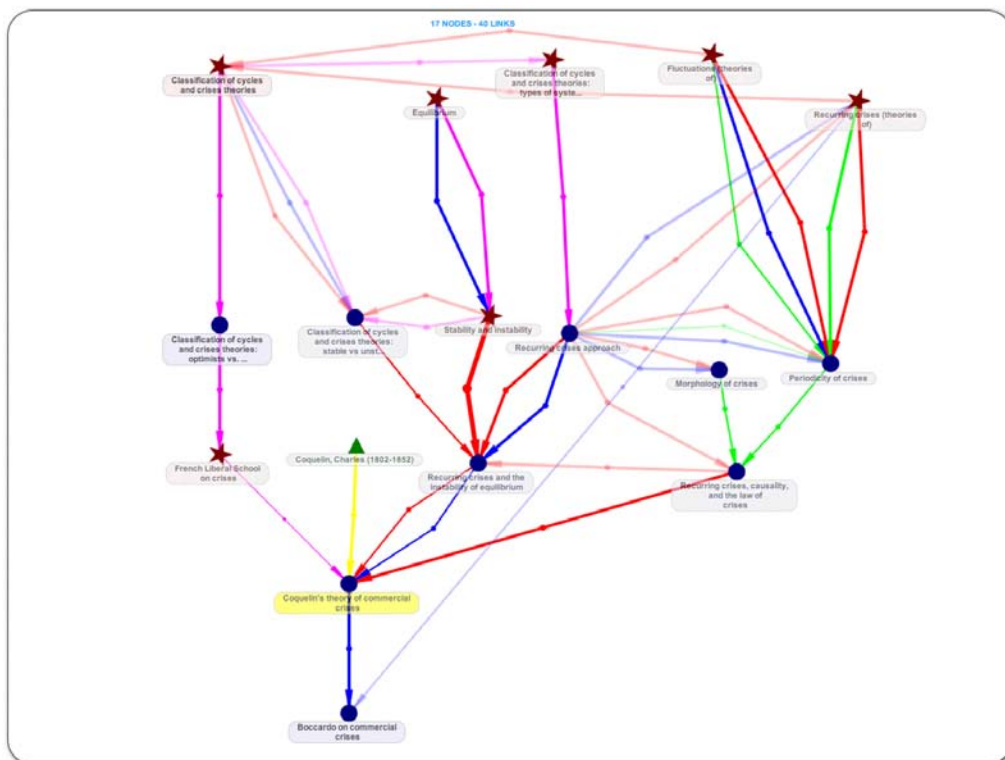 17 NODES - 40 LINKS
Classification of cycles
and crises theories
Classification of cycles
and crises theories:
types of syste...
Fluctuations (theories
of)
Equilibrium
Recurring crises (theories
of)
Classification of cycles
and crises theories:
optimists vs. ...
Classification of cycles
and crises theories:
stable vs unst...
Stability and instability
Recurring crises approach
Morphology of crises
Periodicity of crises
French Liberal School
on crises
Coquelin, Charles (1802-1852)
Recurring crises and the
instability of equilibrium
Recurring crises, causality,
and the law of
crises
Coquelin's theory of commercial
crises
Boccardo on commercial
crises